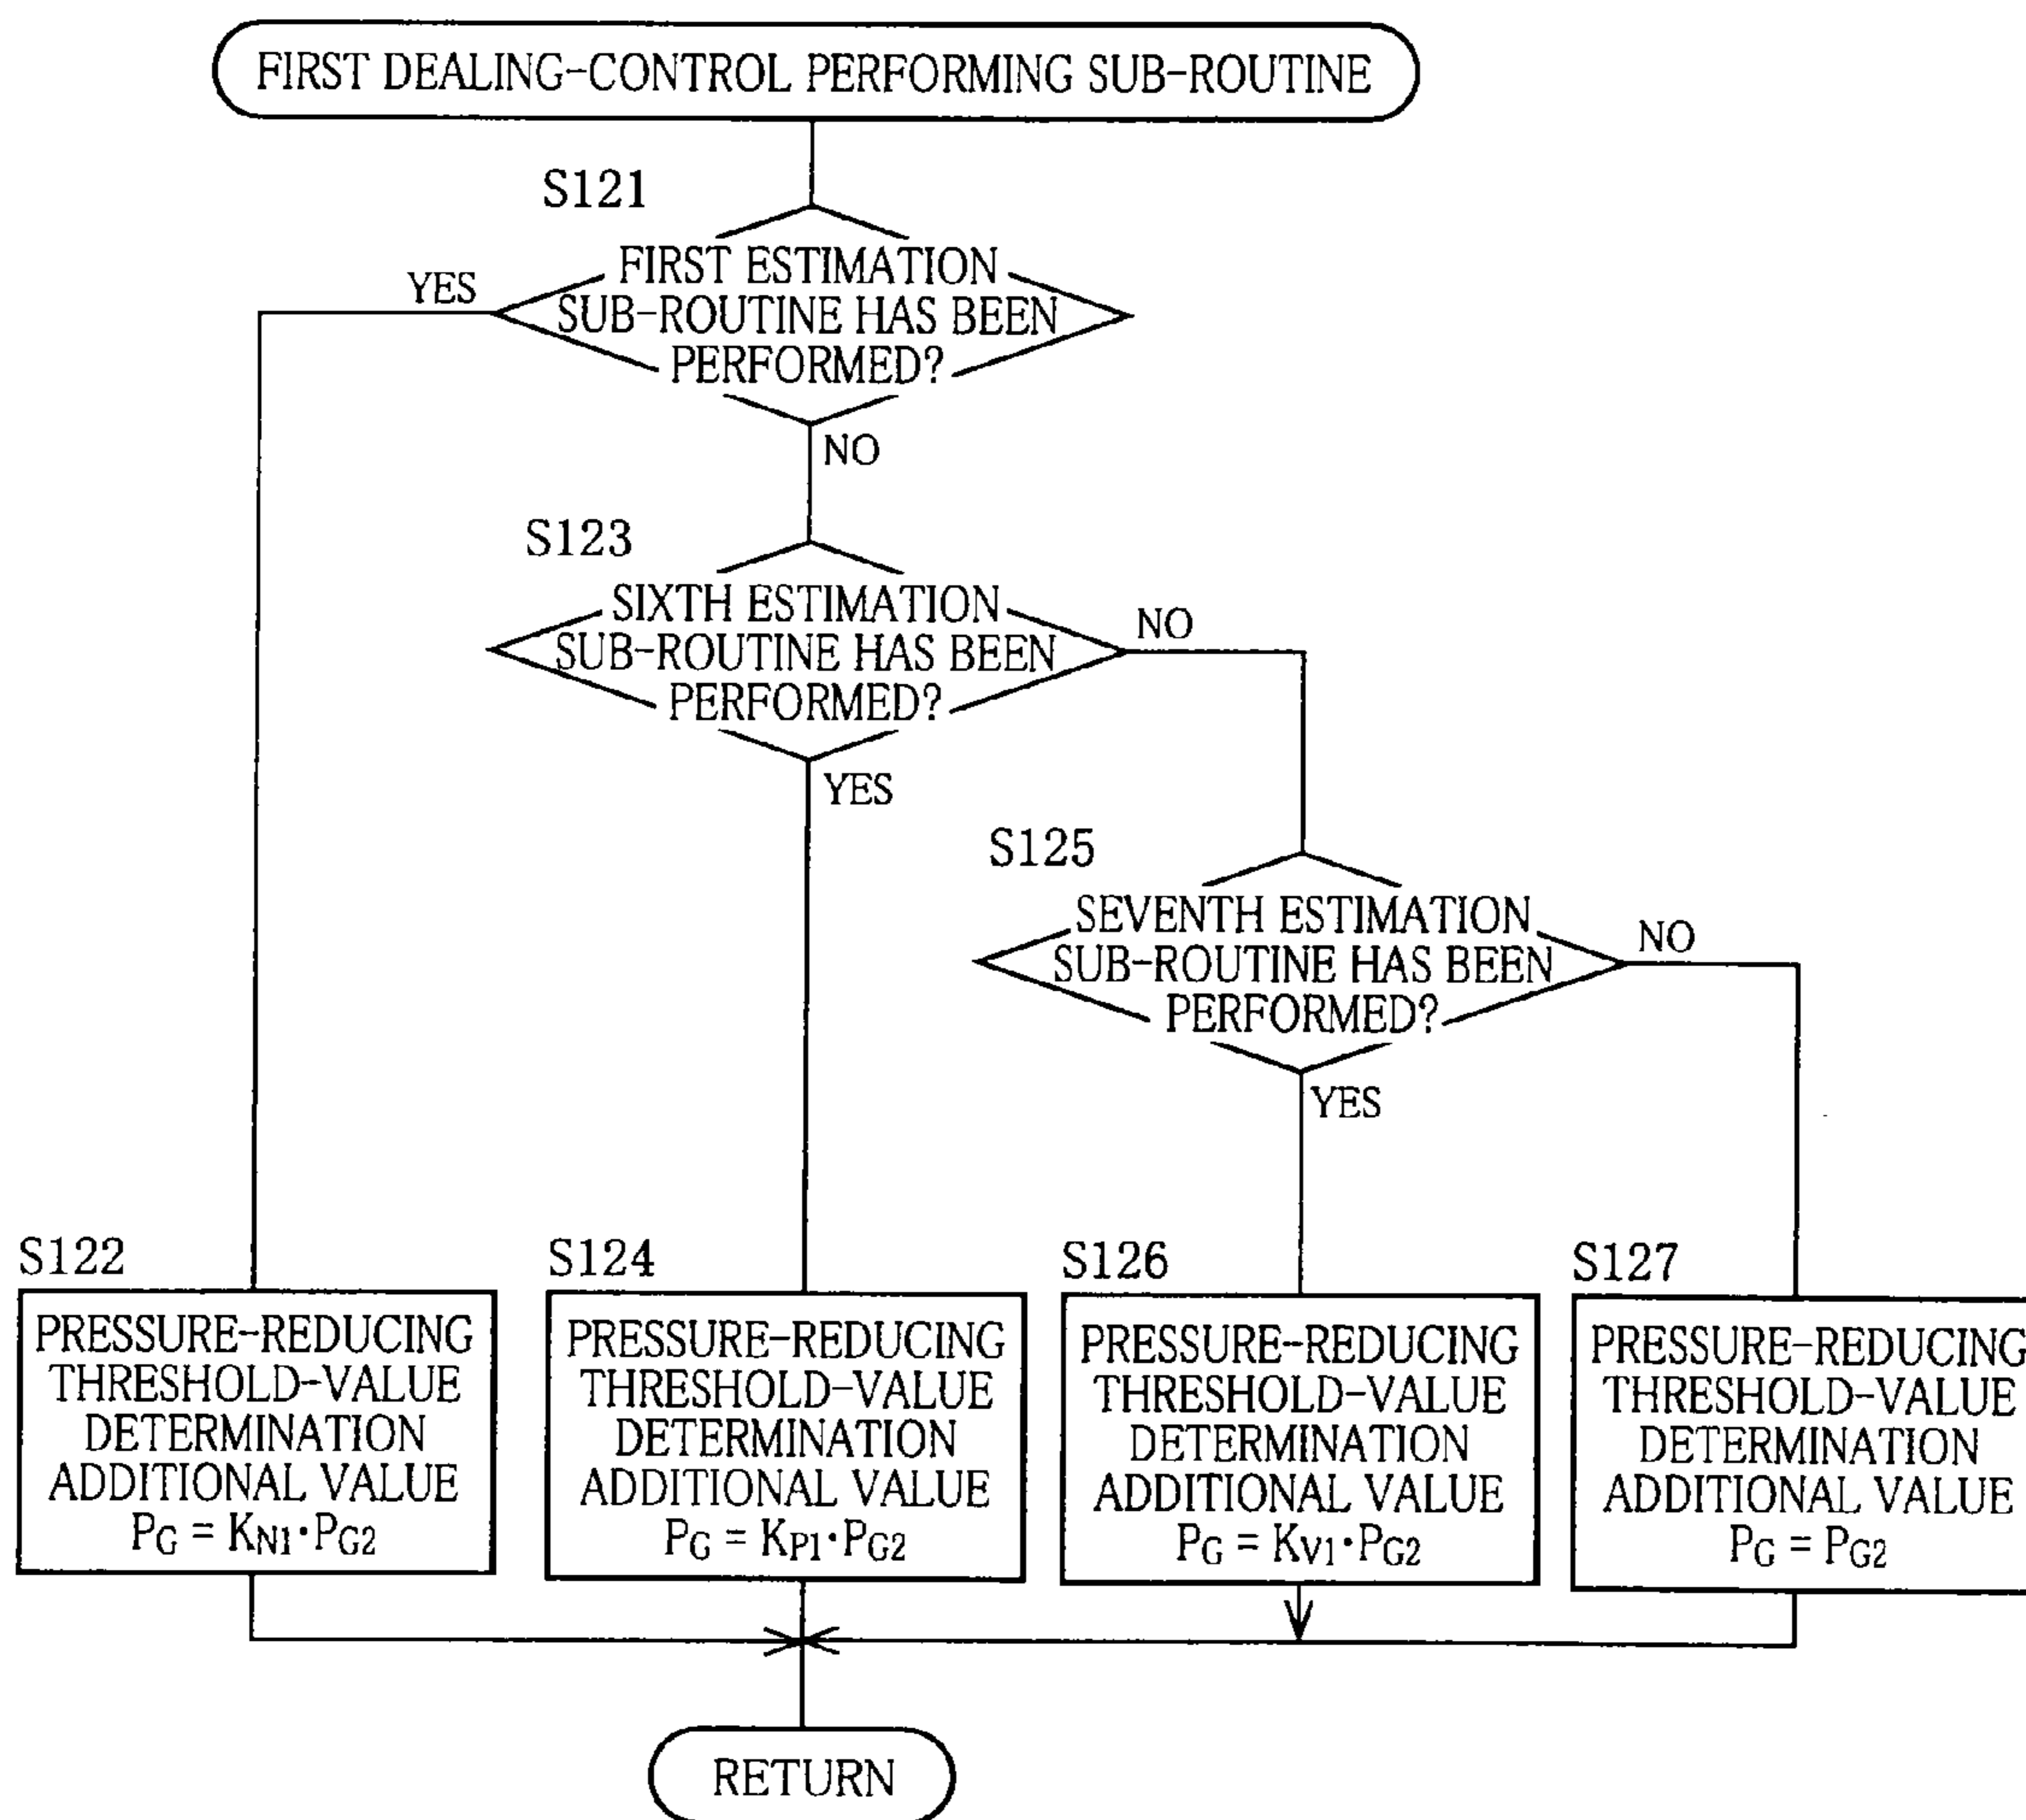 FIRST DEALING-CONTROL PERFORMING SUB-ROUTINE
S121
FIRST ESTIMATION
SUB-ROUTINE HAS BEEN
PERFORMED?
YES
NO
S123
SIXTH ESTIMATION
SUB-ROUTINE HAS BEEN
PERFORMED?
NO
YES
S125
SEVENTH ESTIMATION
SUB-ROUTINE HAS BEEN
PERFORMED?
NO
YES
S122
PRESSURE-REDUCING
THRESHOLD-VALUE
DETERMINATION
ADDITIONAL VALUE
PG = KN1·PG2
S124
PRESSURE-REDUCING
THRESHOLD-VALUE
DETERMINATION
ADDITIONAL VALUE
PG = KP1·PG2
S126
PRESSURE-REDUCING
THRESHOLD-VALUE
DETERMINATION
ADDITIONAL VALUE
PG = KV1·PG2
S127
PRESSURE-REDUCING
THRESHOLD-VALUE
DETERMINATION
ADDITIONAL VALUE
PG = PG2
RETURN